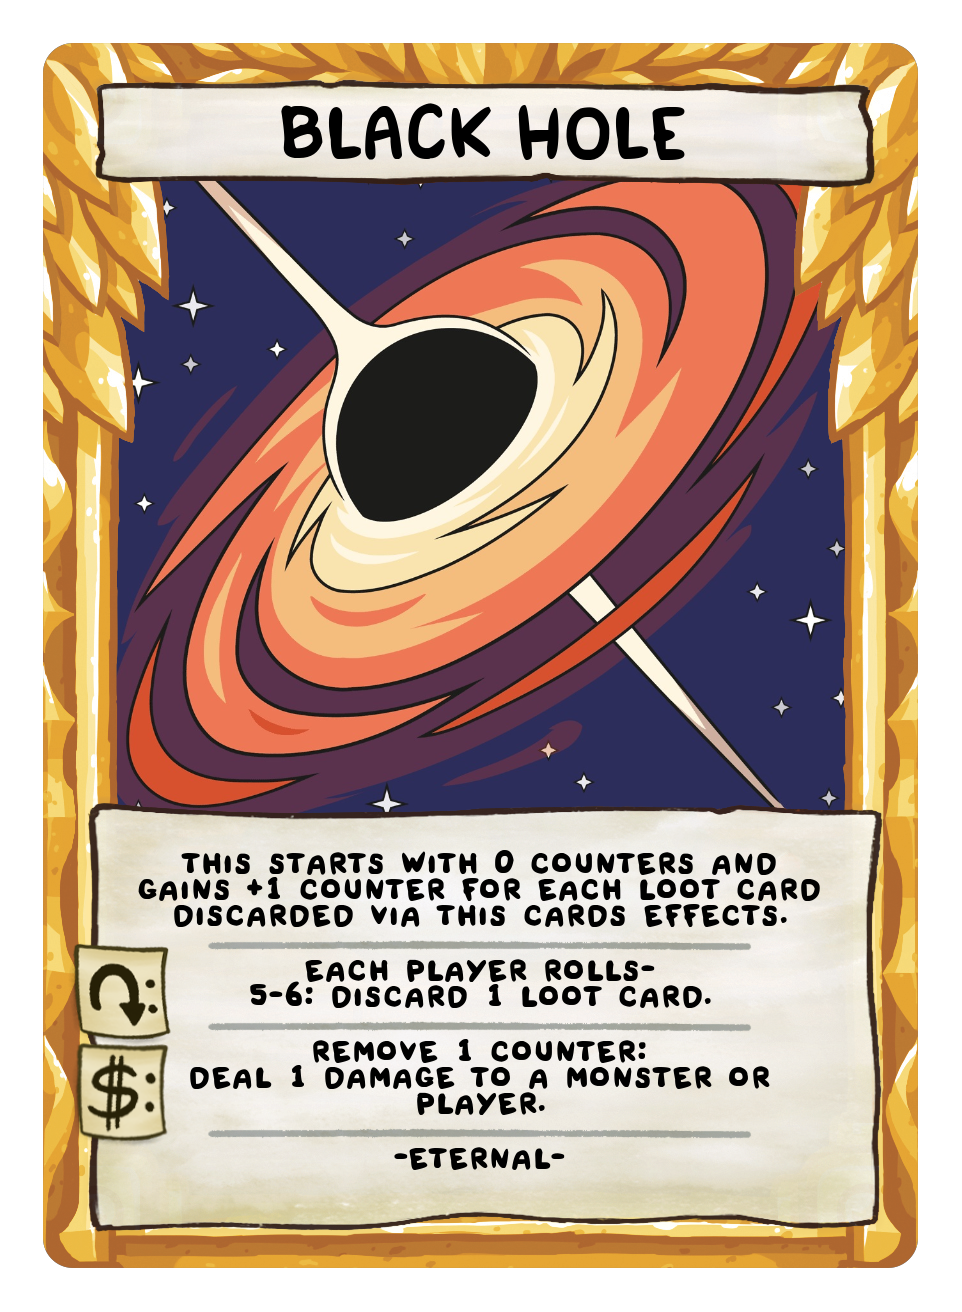 BLACK HOLE
THIS STARTS WITH 0 COUNTERS AND
GAINS +1 COUNTER FOR EACH LOOT CARD
DISCARDED VIA THIS CARDS EFFECTS.
EACH PLAYER ROLLS-
5-6: DISCARD 1 LOOT CARD.
REMOVE 1 COUNTER:
$:
DEAL 1 DAMAGE TO A MONSTER OR
PLAYER.
-ETERNAL-